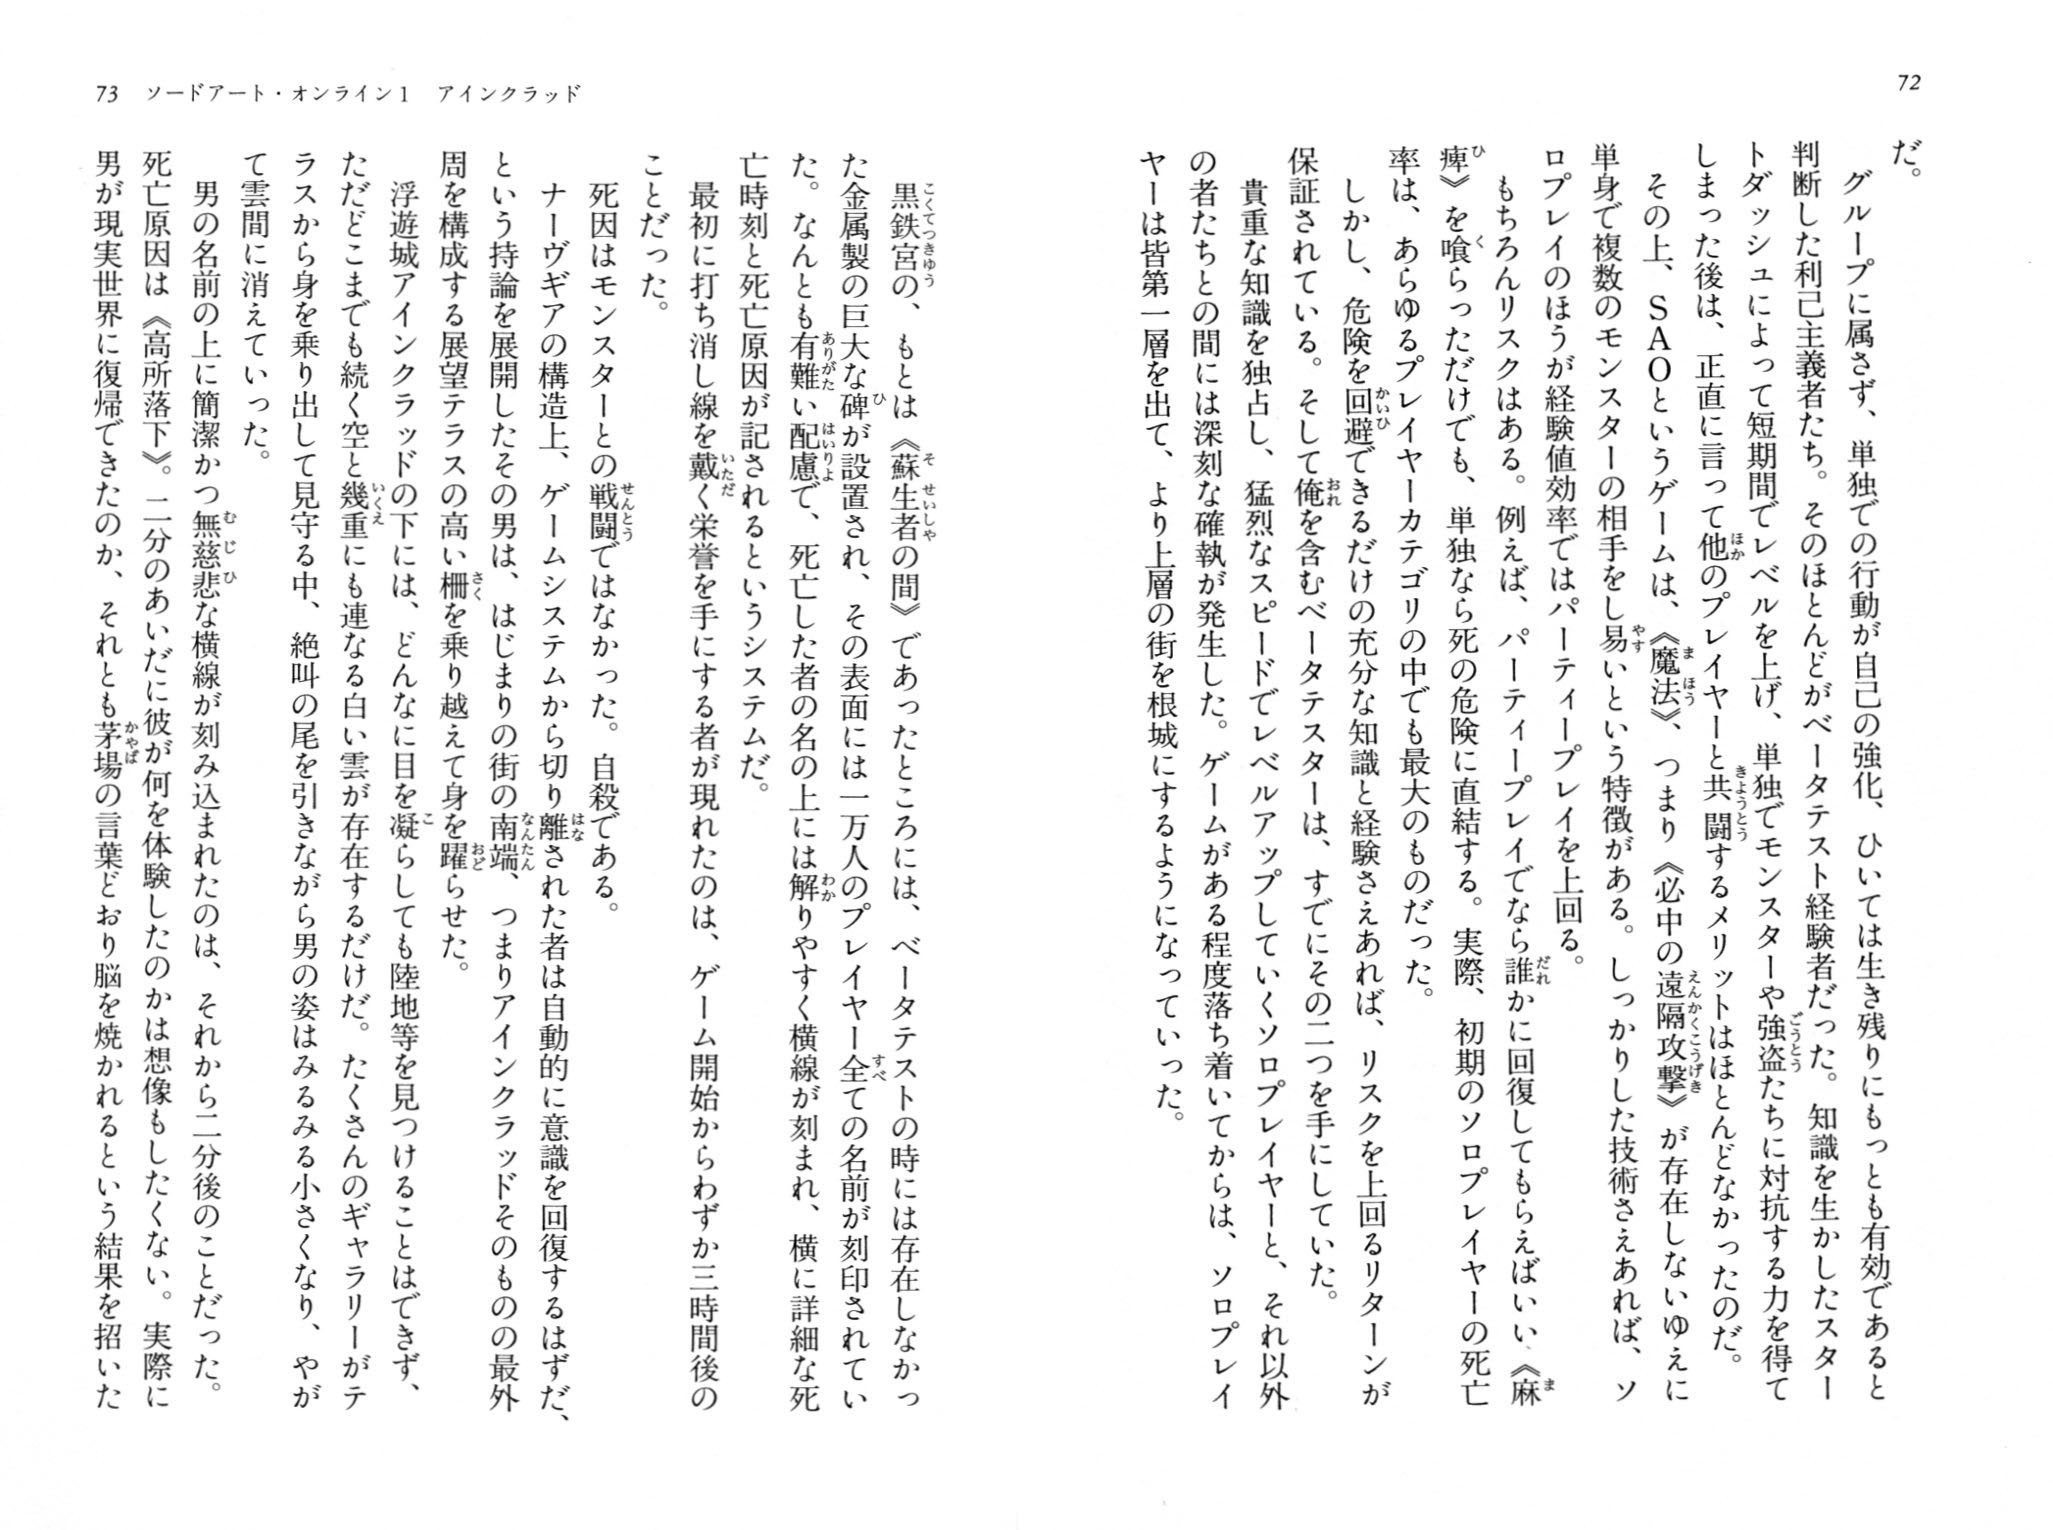 72
だ。
　グループに属さず、単独での行動が自己の強化、ひいては生き残りにもっとも有効であると
判断した利己主義者たち。そのほとんどがベータテスト経験者だった。知識を生かしたスター
トダッシュによって短期間でレベルを上げ、単独でモンスターや強盗たちに対抗する力を得て
しまった後は、正直に言って他のプレイヤーと共闘するメリットはほとんどなかったのだ。
　その上、ＳＡＯというゲームは、《魔法》、つまり《必中の遠隔攻撃》が存在しないゆえに
単身で複数のモンスターの相手をし易いという特徴がある。しっかりした技術さえあれば、ソ
ロプレイのほうが経験値効率ではパーティープレイを上回る。
　もちろんリスクはある。例えば、パーティープレイでなら誰かに回復してもらえばいい《麻
痺》を喰らっただけでも、単独なら死の危険に直結する。実際、初期のソロプレイヤーの死亡
率は、あらゆるプレイヤーカテゴリの中でも最大のものだった。
　しかし、危険を回避できるだけの充分な知識と経験さえあれば、リスクを上回るリターンが
保証されている。そして俺を含むベータテスターは、すでにその二つを手にしていた。
　貴重な知識を独占し、猛烈なスピードでレベルアップしていくソロプレイヤーと、それ以外
の者たちとの間には深刻な確執が発生した。ゲームがある程度落ち着いてからは、ソロプレイ
ヤーは皆第一層を出て、より上層の街を根城にするようになっていった。
73　ソードアート・オンライン1　アインクラッド
　黒鉄宮の、もとは《蘇生者の間》であったところには、ベータテストの時には存在しなかっ
た金属製の巨大な碑が設置され、その表面には一万人のプレイヤー全ての名前が刻印されてい
た。なんとも有難い配慮で、死亡した者の名の上には解りやすく横線が刻まれ、横に詳細な死
亡時刻と死亡原因が記されるというシステムだ。
　最初に打ち消し線を戴く栄誉を手にする者が現れたのは、ゲーム開始からわずか三時間後の
ことだった。
　死因はモンスターとの戦闘ではなかった。自殺である。
　ナーヴギアの構造上、ゲームシステムから切り離された者は自動的に意識を回復するはずだ、
という持論を展開したその男は、はじまりの街の南端、つまりアインクラッドそのものの最外
周を構成する展望テラスの高い柵を乗り越えて身を躍らせた。
　浮遊城アインクラッドの下には、どんなに目を凝らしても陸地等を見つけることはできず、
ただどこまでも続く空と幾重にも連なる白い雲が存在するだけだ。たくさんのギャラリーがテ
ラスから身を乗り出して見守る中、絶叫の尾を引きながら男の姿はみるみる小さくなり、やが
て雲間に消えていった。
　男の名前の上に簡潔かつ無慈悲な横線が刻み込まれたのは、それから二分後のことだった。
死亡原因は《高所落下》。二分のあいだに彼が何を体験したのかは想像もしたくない。実際に
男が現実世界に復帰できたのか、それとも茅場の言葉どおり脳を焼かれるという結果を招いた